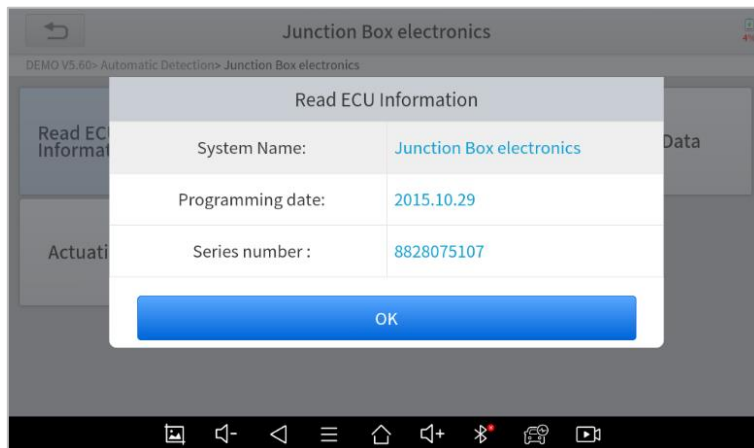 Junction Box electronics
DEMO V5.60> Automatic Detection> Junction Box electronics
Read ECU Information
Read EC
Informat
Data
System Name:
Junction Box electronics
Programming date:
2015.10.29
Series number :
8828075107
Actuati
OK